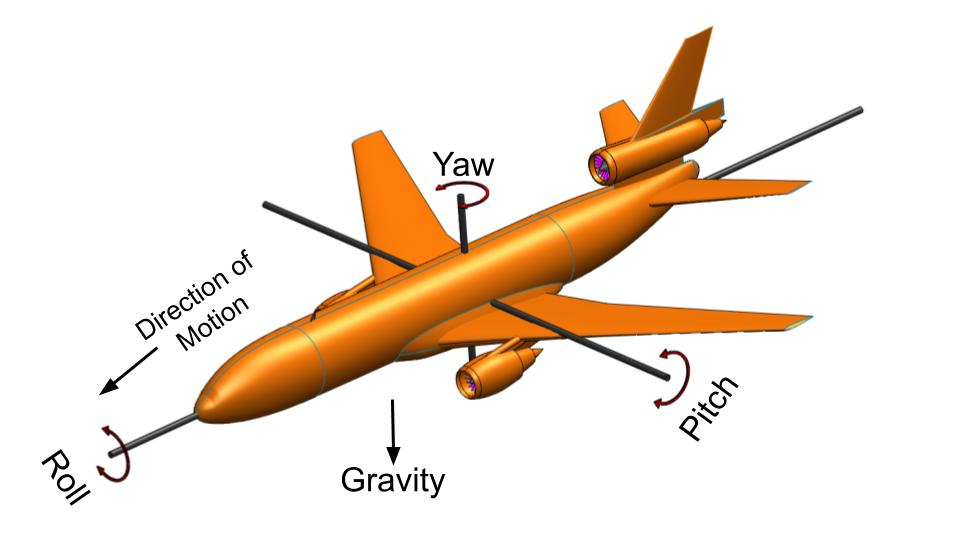 Yaw
Direction of
Motion
Pitch
Roll
Gravity